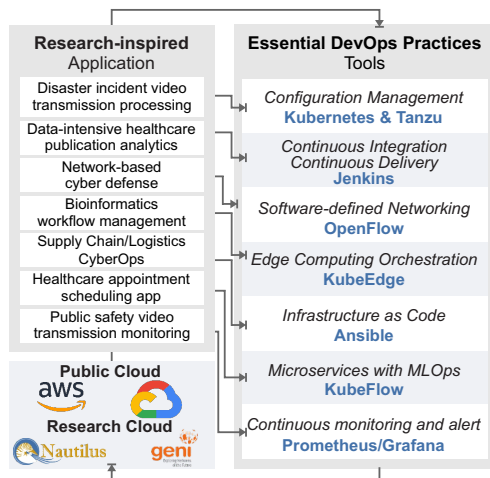 Research-inspired
Application
Disaster incident video
transmission processing
Data-intensive healthcare
publication analytics
Network-based
cyber defense
Bioinformatics
workflow management
Supply Chain/Logistics
CyberOps
Healthcare appointment
scheduling app
Public safety video
transmission monitoring
Public Cloud
aws
Research Cloud
Nautilus
geni
Essential DevOps Practices
Tools
Configuration Management
Kubernetes & Tanzu
Continuous Integration
Continuous Delivery
Jenkins
Software-defined Networking
OpenFlow
Edge Computing Orchestration
KubeEdge
Infrastructure as Code
Ansible
Microservices with MLOps
KubeFlow
Continuous monitoring and alert
Prometheus/Grafana